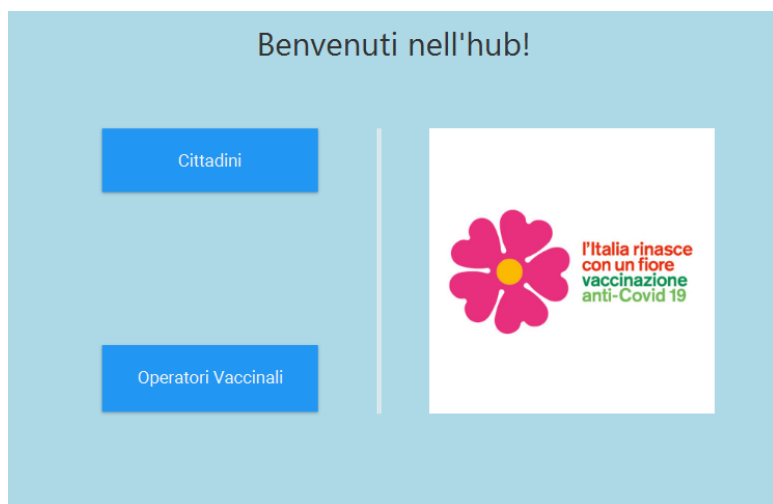 Benvenuti nell'hub!
Cittadini
Operatori Vaccinali
l'Italia rinasce
con un fiore
vaccinazione
anti-Covid 19